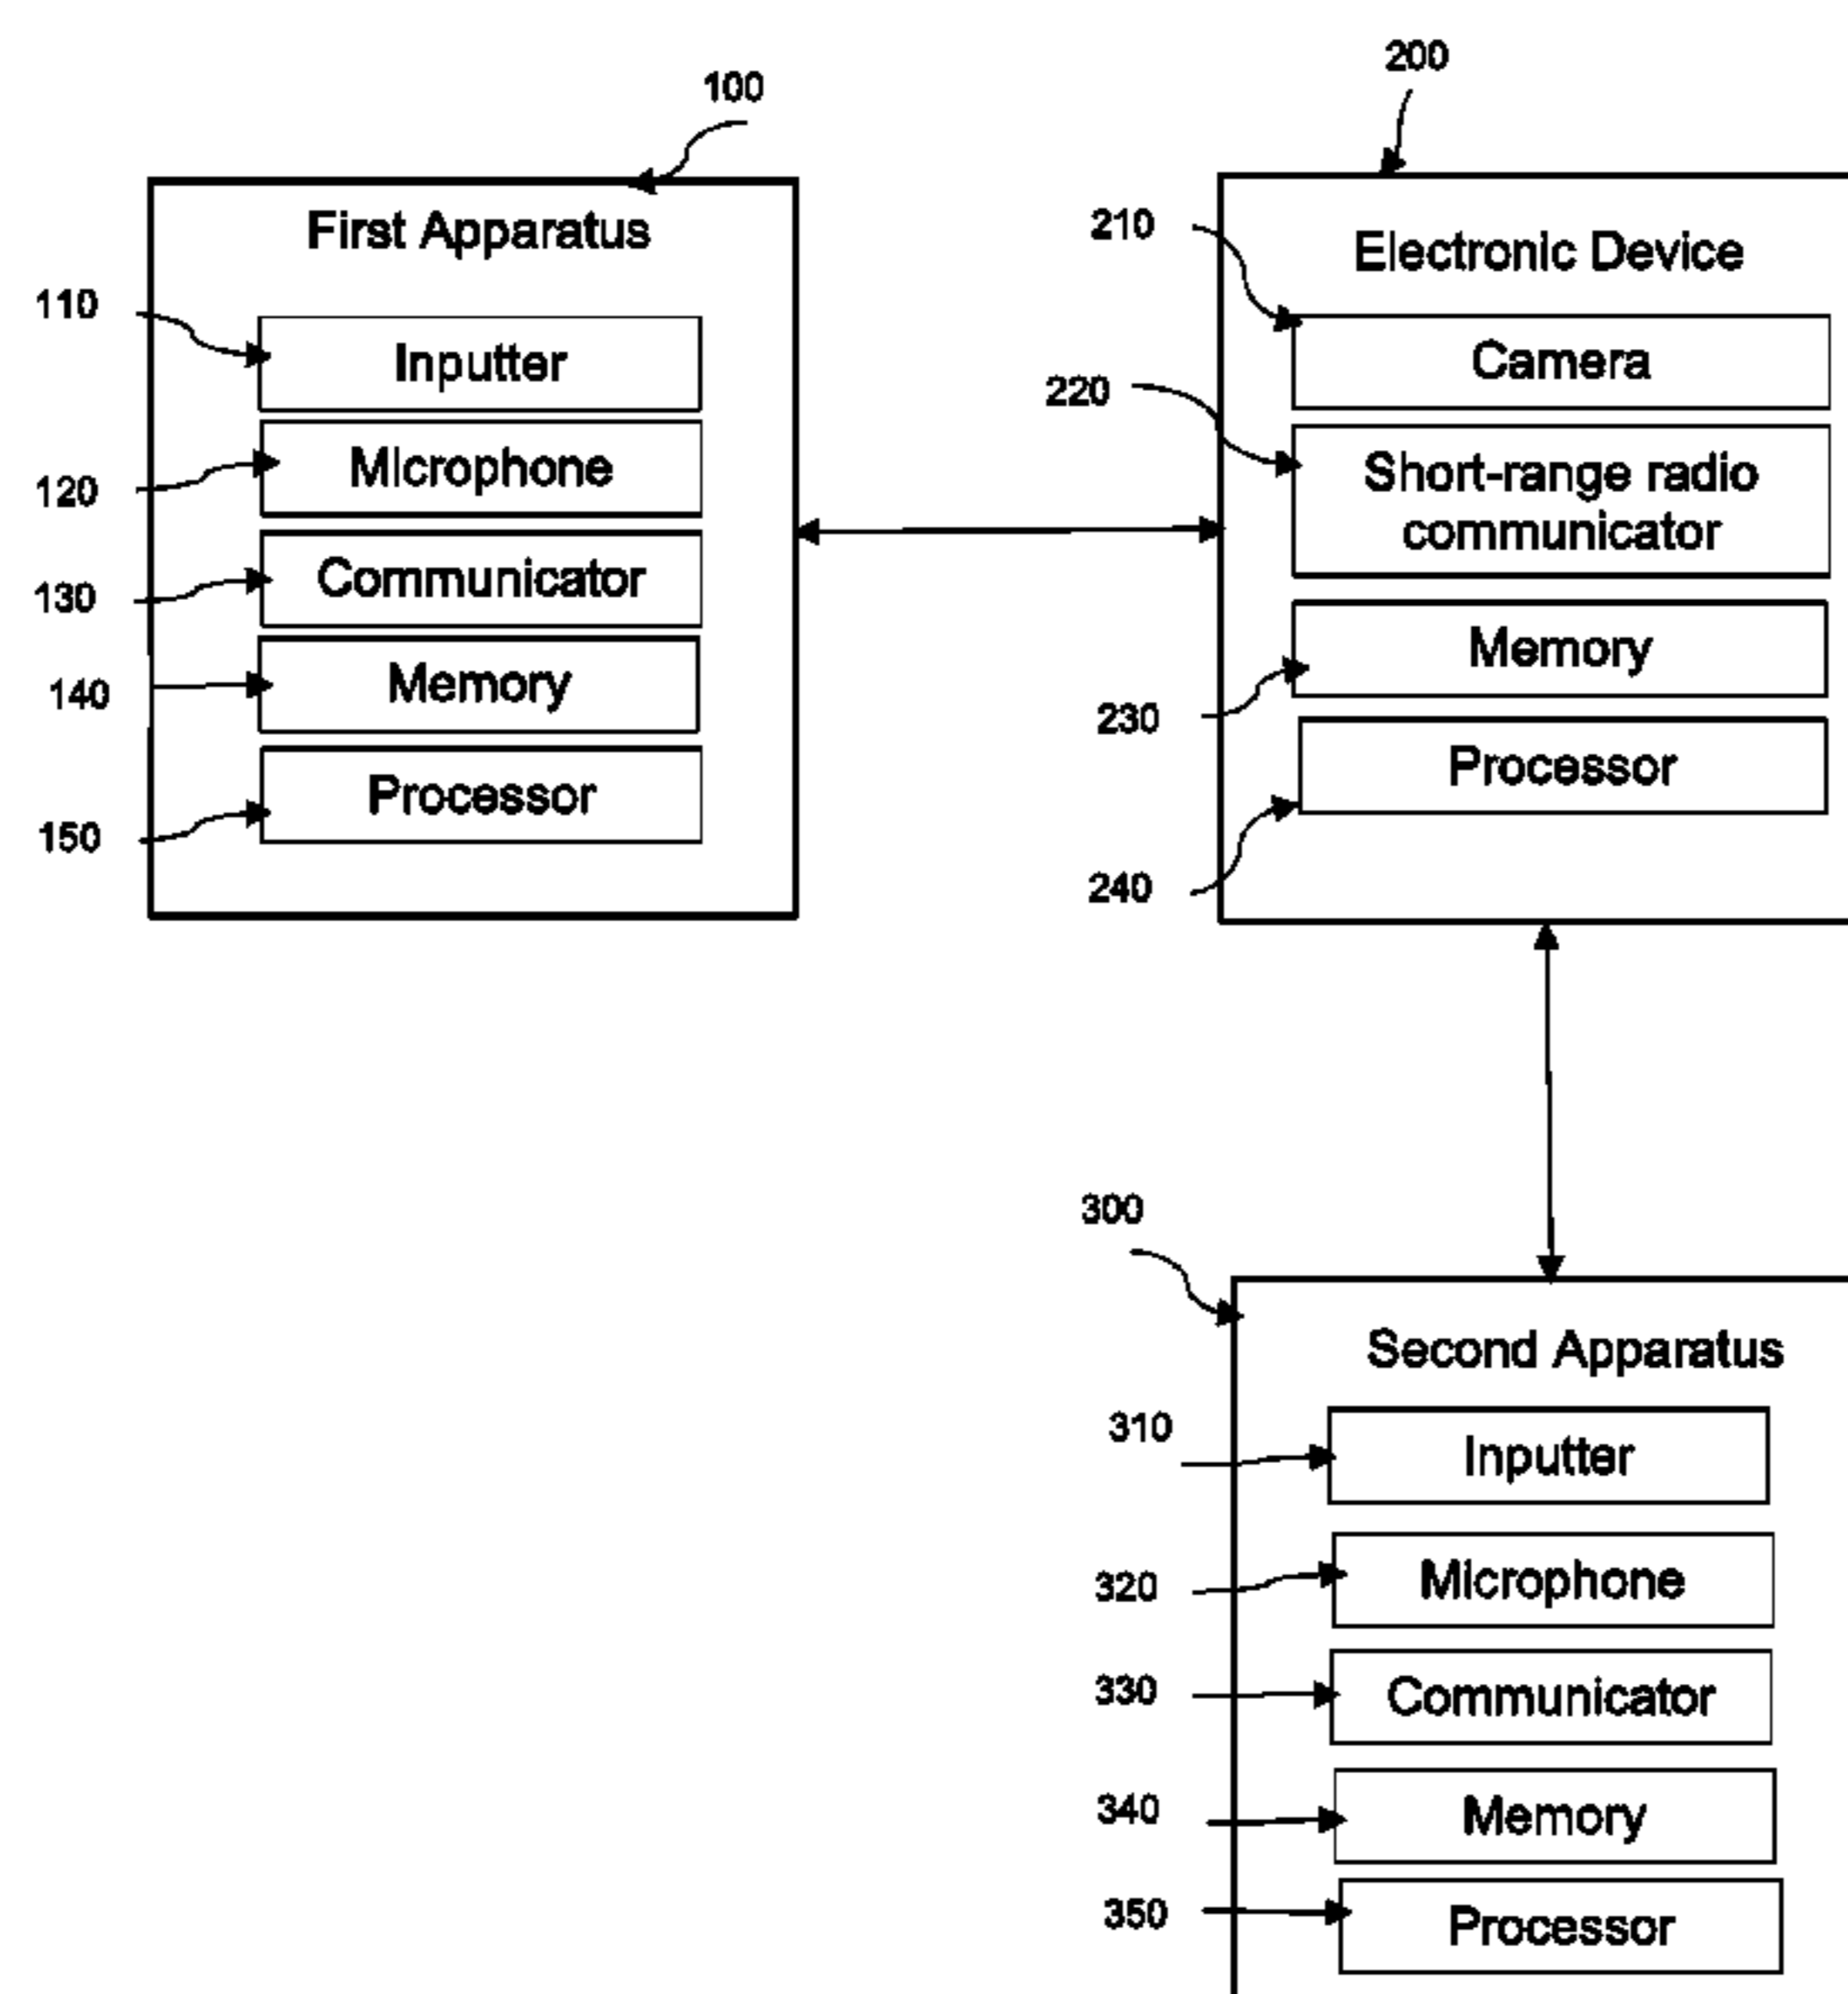 100
First Apparatus
110
Inputter
120
Microphone
130
Communicator
140
Memory
150
Processor
200
Electronic Device
210
Camera
220
Short-range radio
communicator
230
Memory
240
Processor
300
Second Apparatus
310
Inputter
320
Microphone
330
Communicator
340
Memory
350
Processor